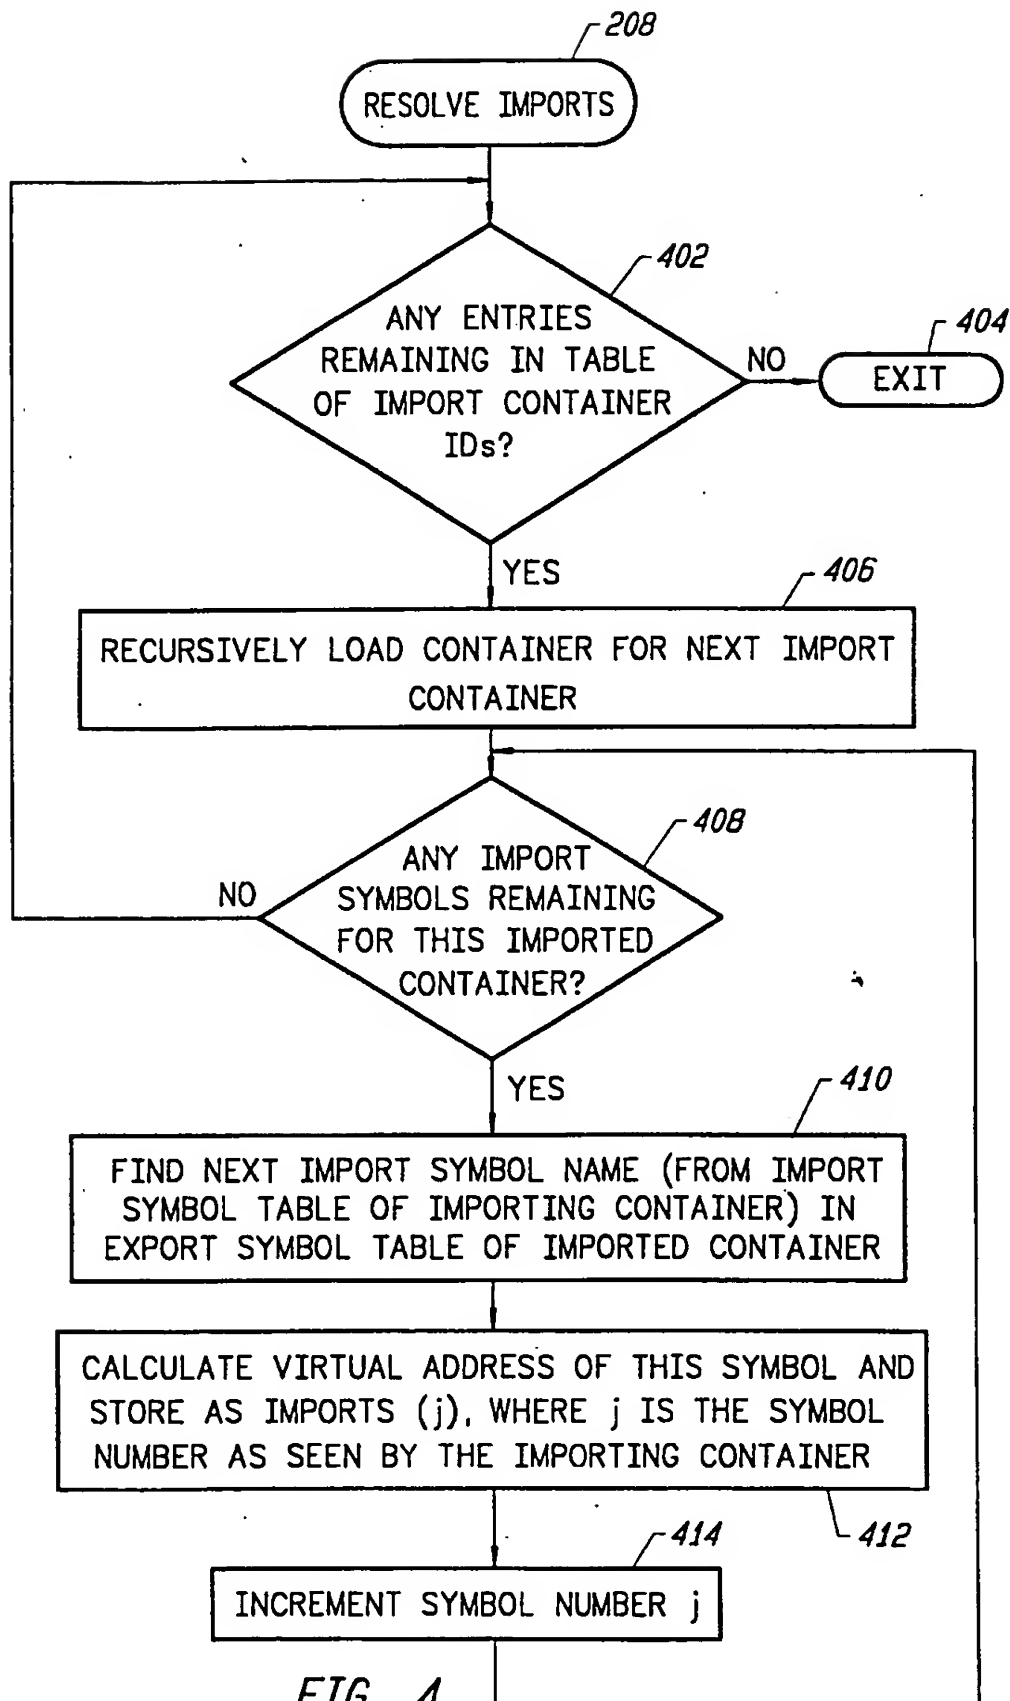 208
RESOLVE IMPORTS
402
ANY ENTRIES
REMAINING IN TABLE
OF IMPORT CONTAINER
IDs?
NO
404
EXIT
YES
406
RECURSIVELY LOAD CONTAINER FOR NEXT IMPORT
CONTAINER
408
ANY IMPORT
SYMBOLS REMAINING
FOR THIS IMPORTED
CONTAINER?
NO
YES
410
FIND NEXT IMPORT SYMBOL NAME (FROM IMPORT
SYMBOL TABLE OF IMPORTING CONTAINER) IN
EXPORT SYMBOL TABLE OF IMPORTED CONTAINER
CALCULATE VIRTUAL ADDRESS OF THIS SYMBOL AND
STORE AS IMPORTS (j), WHERE j IS THE SYMBOL
NUMBER AS SEEN BY THE IMPORTING CONTAINER
412
414
INCREMENT SYMBOL NUMBER j
FIG. 4